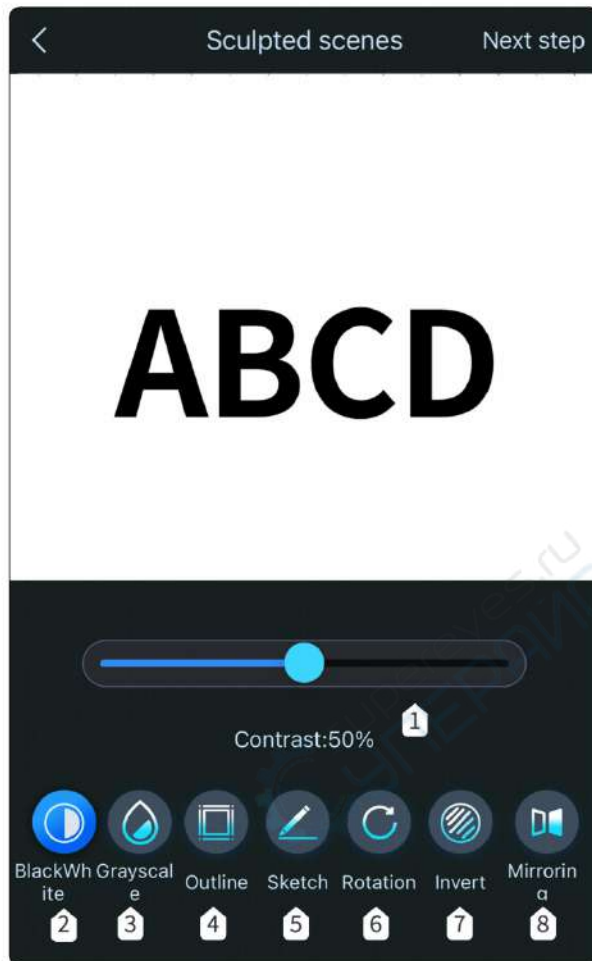 Sculpted scenes Next step
ABCD
1
Contrast:50%
BlackWh Grayscal Outline Sketch Rotation Invert Mirrorin
ite e g
2 3 4 5 6 7 8